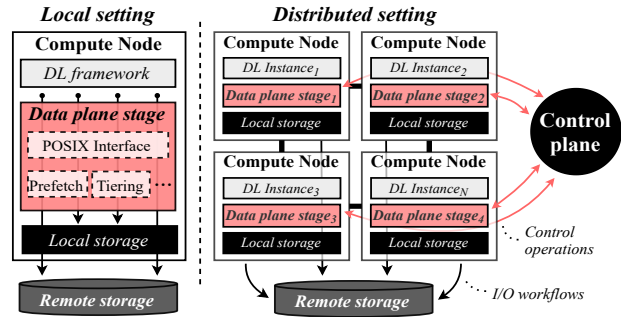 Local setting
Compute Node
DL framework
Data plane stage
POSIX Interface
Prefetch
Tiering
...
Local storage
Remote storage
Distributed setting
Compute Node
DL Instance1
Data plane stage1
Local storage
Compute Node
DL Instance2
Data plane stage2
Local storage
Compute Node
DL Instance3
Data plane stage3
Local storage
Compute Node
DL InstanceN
Data plane stage4
Local storage
Remote storage
Control
plane
Control
operations
I/O workflows